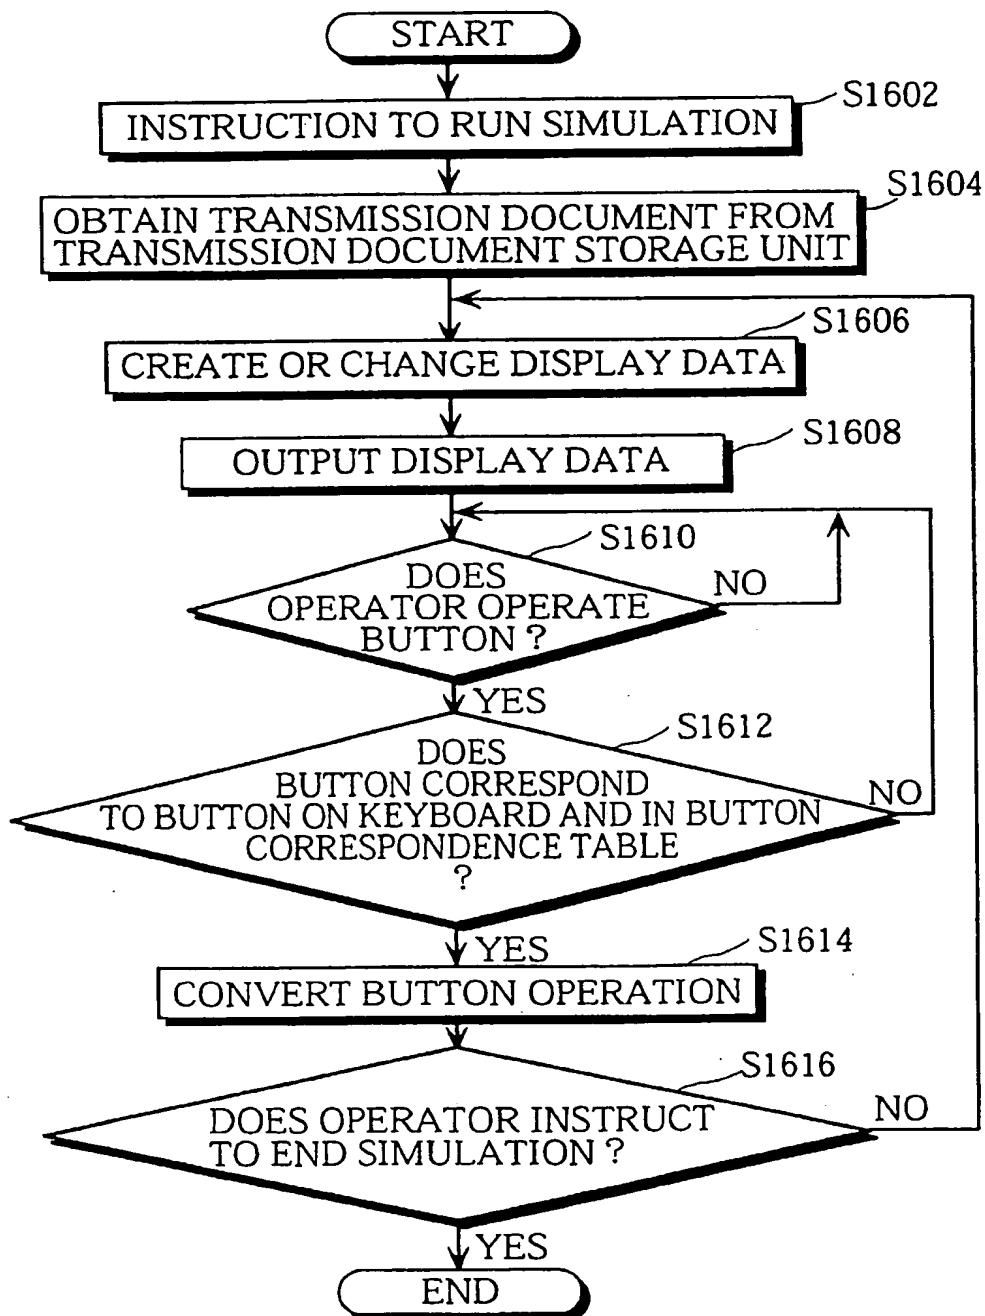 START
S1602
INSTRUCTION TO RUN SIMULATION
S1604
OBTAIN TRANSMISSION DOCUMENT FROM
TRANSMISSION DOCUMENT STORAGE UNIT
S1606
CREATE OR CHANGE DISPLAY DATA
S1608
OUTPUT DISPLAY DATA
S1610
DOES
OPERATOR OPERATE
BUTTON ?
NO
YES
S1612
DOES
BUTTON CORRESPOND
TO BUTTON ON KEYBOARD AND IN BUTTON
CORRESPONDENCE TABLE
?
NO
YES
S1614
CONVERT BUTTON OPERATION
S1616
DOES OPERATOR INSTRUCT
TO END SIMULATION ?
NO
YES
END